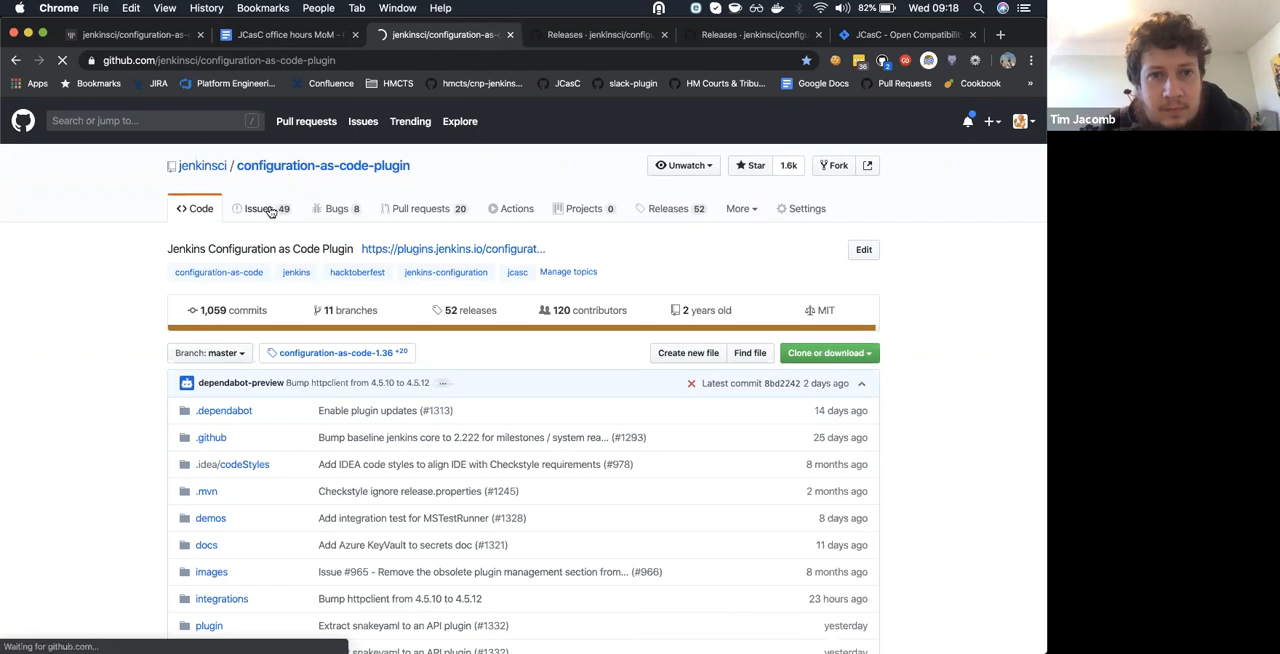 Chrome File Edit View History Bookmarks People Tab Window Help 82% Wed 09:18
jenkinsci/configuration-as- JCasC office hours MoM - jenkinsci/configuration-as- Releases · jenkinsci/config Releases · jenkinsci/config JCasC - Open Compatibilit
github.com/jenkinsci/configuration-as-code-plugin
Apps Bookmarks JIRA Platform Engineeri... Confluence HMCTS hmcts/cnp-jenkins... JCasC slack-plugin HM Courts & Tribu... Google Docs Pull Requests Cookbook »
Search or jump to... / Pull requests Issues Trending Explore
Tim Jacomb
jenkinsci / configuration-as-code-plugin Unwatch Star 1.6k Fork
Code Issues 49 Bugs 8 Pull requests 20 Actions Projects 0 Releases 52 More Settings
Jenkins Configuration as Code Plugin https://plugins.jenkins.io/configurat... Edit
configuration-as-code jenkins hacktoberfest jenkins-configuration jcasc Manage topics
1,059 commits 11 branches 52 releases 120 contributors 2 years old MIT
Branch: master configuration-as-code-1.36 +20 Create new file Find file Clone or download
dependabot-preview Bump httpclient from 4.5.10 to 4.5.12 ... Latest commit 8bd2242 2 days ago
.dependabot Enable plugin updates (#1313) 14 days ago
.github Bump baseline jenkins core to 2.222 for milestones / system rea... (#1293) 25 days ago
.idea/codeStyles Add IDEA code styles to align IDE with Checkstyle requirements (#978) 8 months ago
.mvn Checkstyle ignore release.properties (#1245) 2 months ago
demos Add integration test for MSTestRunner (#1328) 8 days ago
docs Add Azure KeyVault to secrets doc (#1321) 11 days ago
images Issue #965 - Remove the obsolete plugin management section from... (#966) 8 months ago
integrations Bump httpclient from 4.5.10 to 4.5.12 23 hours ago
plugin Extract snakeyaml to an API plugin (#1332) yesterday
snakeyaml to an API plugin (#1332) yesterday
Waiting for github.com...